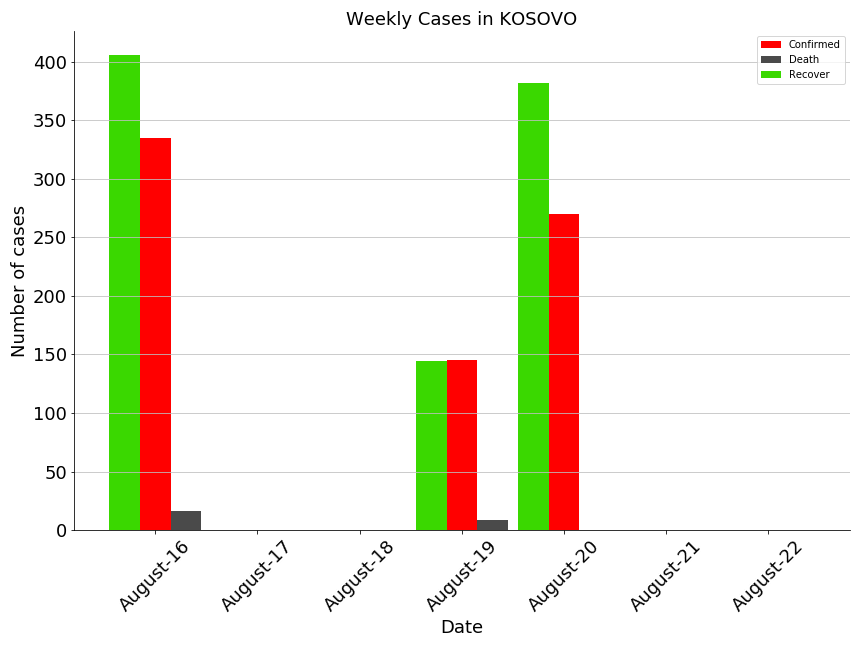 Weekly Cases in KOSOVO
Confirmed
Death
Recover
Number of cases
400
350
300
250
200
150
100
50
0
August-16
August-17
August-18
August-19
August-20
August-21
August-22
Date